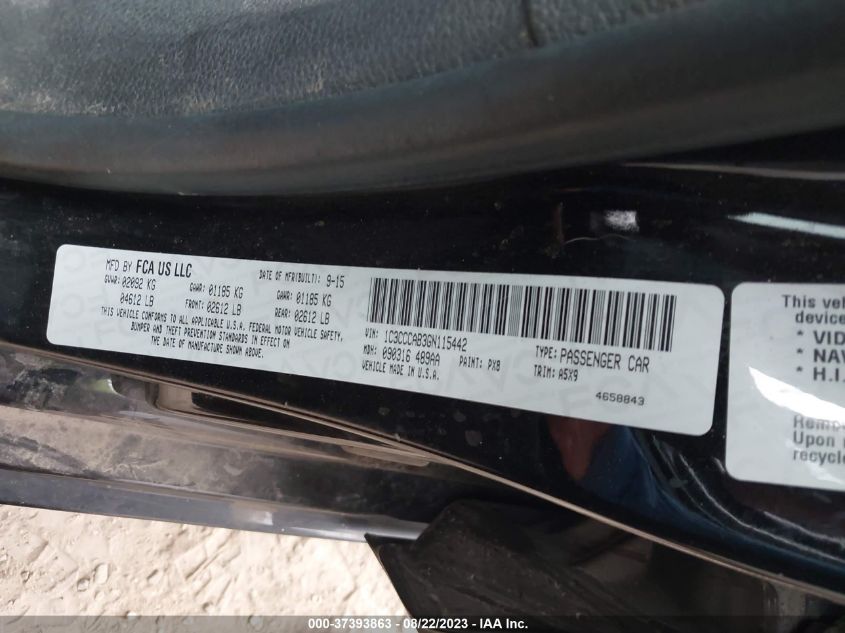 MFD BY FCA US LLC
DATE OF MFR(BUILT): 9-15
GVWR: 02092 KG GAWR: 01185 KG GAWR: 01185 KG
04612 LB FRONT: 02612 LB REAR: 02612 LB
THIS VEHICLE CONFORMS TO ALL APPLICABLE U.S.A. FEDERAL MOTOR VEHICLE SAFETY,
BUMPER AND THEFT PREVENTION STANDARDS IN EFFECT ON
THE DATE OF MANUFACTURE SHOWN ABOVE.
VIN: 1C3CCCAB3GN115442
TYPE: PASSENGER CAR
MDH: 090316 489AA PAINT: PX8
TRIM: A5X9
VEHICLE MADE IN U.S.A.
4658843
This veh
device
* VID
* NAV
* H.I.
Remov
Upon
recycle
000-37393863 - 08/22/2023 - IAA Inc.